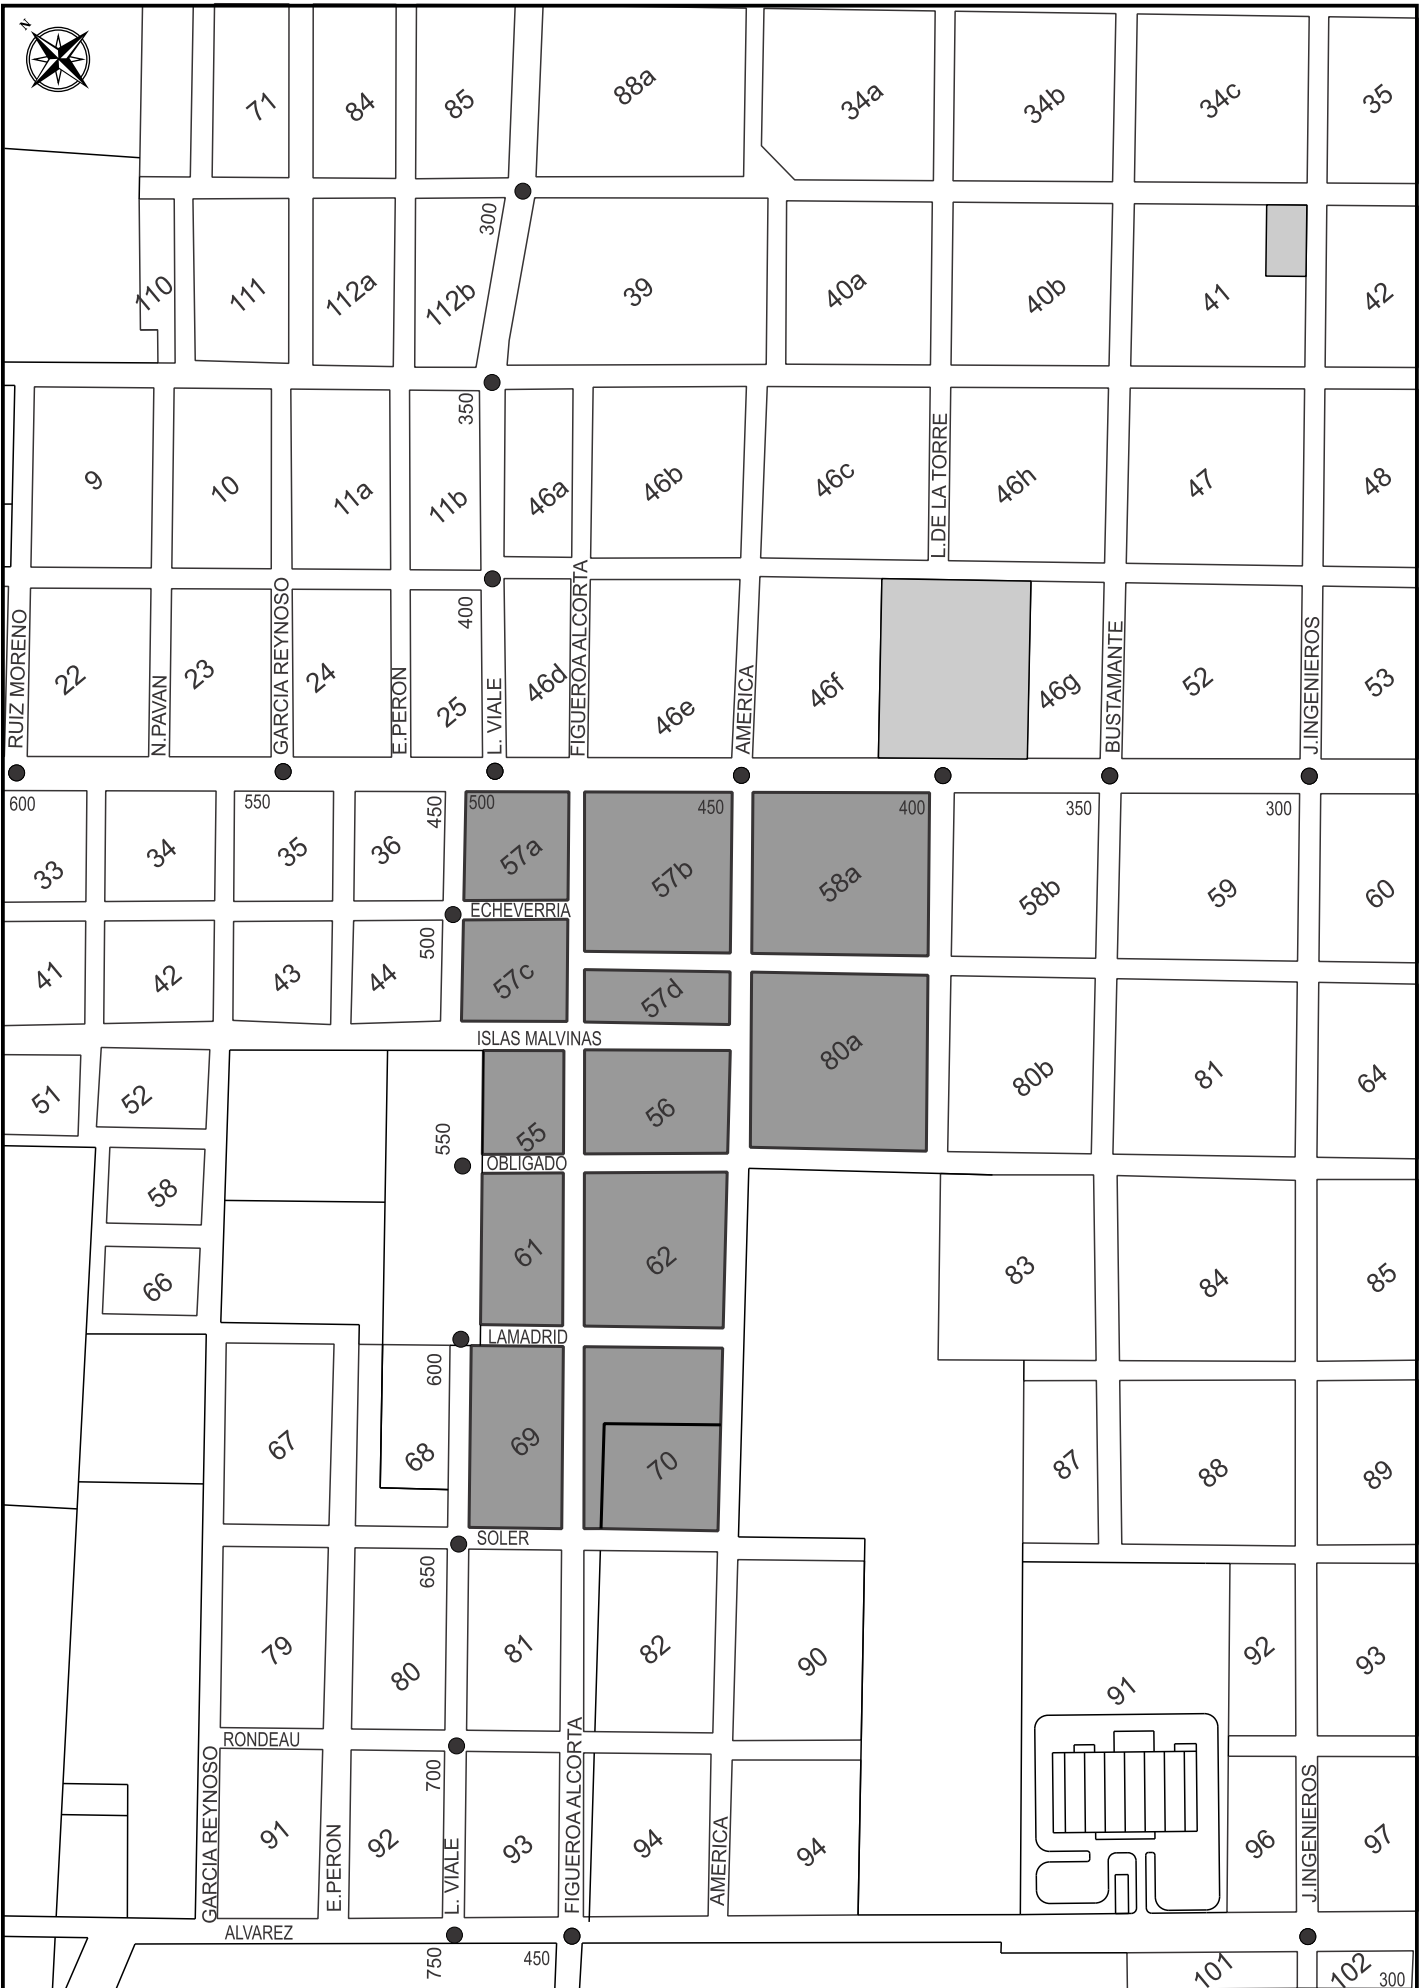 N
71
84
85
88a
34a
34b
34c
35
300
110
111
112a
112b
39
40a
40b
41
42
350
9
10
11a
11b
46a
46b
46c
L.DE LA TORRE
46h
47
48
RUIZ MORENO
22
N.PAVAN
23
GARCIA REYNOSO
24
E.PERON
400
25
L. VIALE
46d
FIGUEROA ALCORTA
46e
AMERICA
46f
46g
BUSTAMANTE
52
J.INGENIEROS
53
600
33
34
550
35
36
450
500
57a
450
57b
400
58a
350
58b
300
59
60
ECHEVERRIA
41
42
43
44
500
57c
57d
80a
80b
81
64
ISLAS MALVINAS
51
52
550
55
56
OBLIGADO
58
61
62
83
84
85
66
LAMADRID
67
600
68
69
70
87
88
89
SOLER
79
650
80
81
82
90
91
92
93
RONDEAU
GARCIA REYNOSO
91
E.PERON
92
700
L. VIALE
93
FIGUEROA ALCORTA
94
AMERICA
94
96
J.INGENIEROS
97
ALVAREZ
750
450
101
102
300